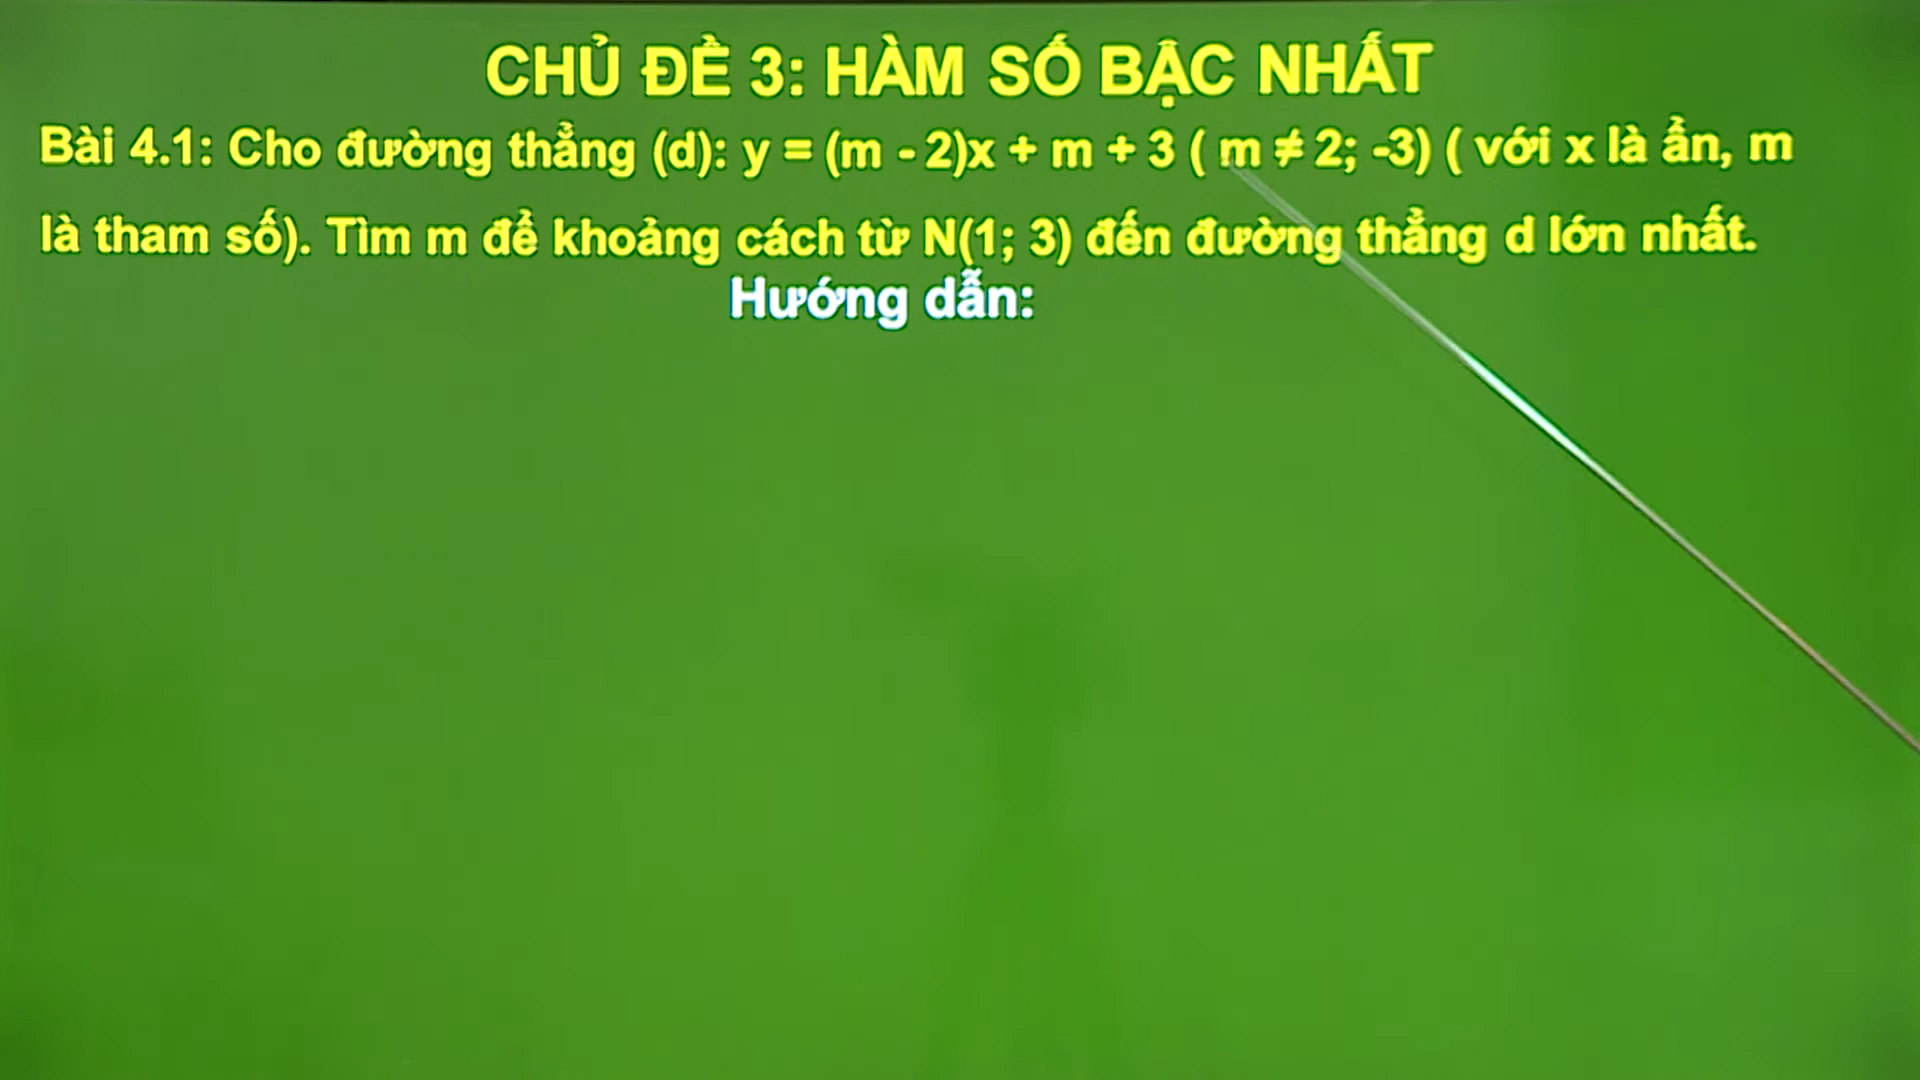 CHỦ ĐỀ 3: HÀM SỐ BẬC NHẤT
Bài 4.1: Cho đường thẳng (d): y = (m - 2)x + m + 3 ( m ≠ 2; -3) ( với x là ẩn, m
là tham số). Tìm m để khoảng cách từ N(1; 3) đến đường thẳng d lớn nhất.
Hướng dẫn: